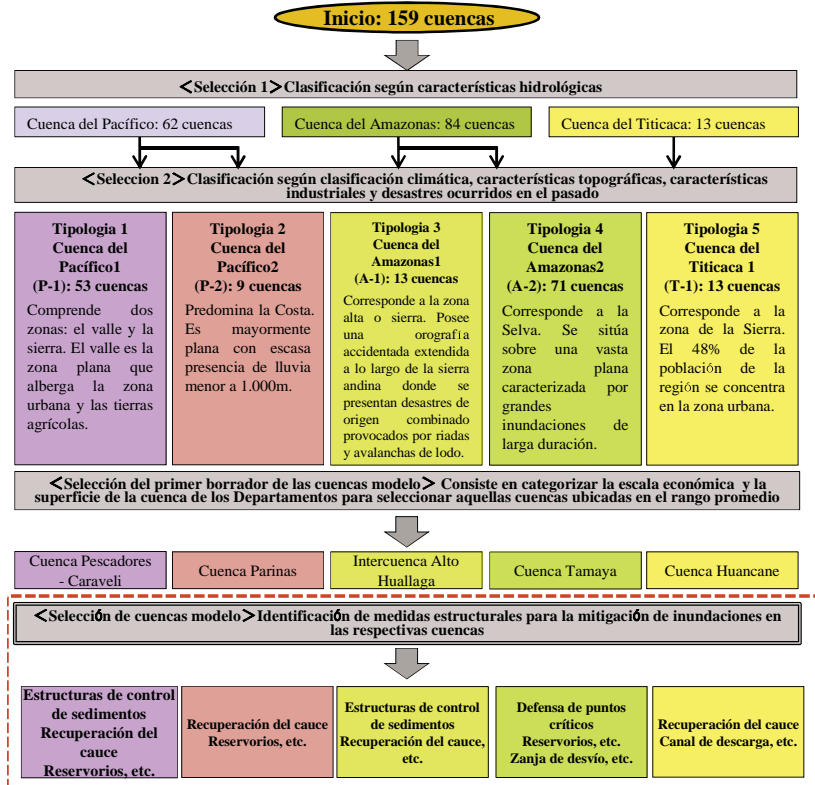 Inicio: 159 cuencas
<Selección 1>Clasificación según características hidrológicas
Cuenca del Pacífico: 62 cuencas
Cuenca del Amazonas: 84 cuencas
Cuenca del Titicaca: 13 cuencas
<Seleccion 2>Clasificación según clasificación climática, características topográficas, características
industriales y desastres ocurridos en el pasado
Tipologia 1
Cuenca del
Pacífico1
(P-1): 53 cuencas
Comprende dos
zonas: el valle y la
sierra. El valle es la
zona plana que
alberga la zona
urbana y las tierras
agrícolas.
Tipologia 2
Cuenca del
Pacífico2
(P-2): 9 cuencas
Predomina la Costa.
Es mayormente
plana con escasa
presencia de lluvia
menor a 1.000m.
Tipologia 3
Cuenca del
Amazonas1
(A-1): 13 cuencas
Corresponde a la zona
alta o sierra. Posee
una orografía
accidentada extendida
a lo largo de la sierra
andina donde se
presentan desastres de
origen combinado
provocados por riadas
y avalanchas de lodo.
Tipologia 4
Cuenca del
Amazonas2
(A-2): 71 cuencas
Corresponde a la
Selva. Se sitúa
sobre una vasta
zona plana
caracterizada por
grandes
inundaciones de
larga duración.
Tipologia 5
Cuenca del
Titicaca 1
(T-1): 13 cuencas
Corresponde a la
zona de la Sierra.
El 48% de la
población de la
región se concentra
en la zona urbana.
<Selección del primer borrador de las cuencas modelo> Consiste en categorizar la escala económica y la
superficie de la cuenca de los Departamentos para seleccionar aquellas cuencas ubicadas en el rango promedio
Cuenca Pescadores
- Caraveli
Cuenca Parinas
Intercuenca Alto
Huallaga
Cuenca Tamaya
Cuenca Huancane
<Selección de cuencas modelo>Identificación de medidas estructurales para la mitigación de inundaciones en
las respectivas cuencas
Estructuras de control
de sedimentos
Recuperación del
cauce
Reservorios, etc.
Recuperación del cauce
Reservorios, etc.
Estructuras de control
de sedimentos
Recuperación del cauce,
etc.
Defensa de puntos
críticos
Reservorios, etc.
Zanja de desvío, etc.
Recuperación del cauce
Canal de descarga, etc.